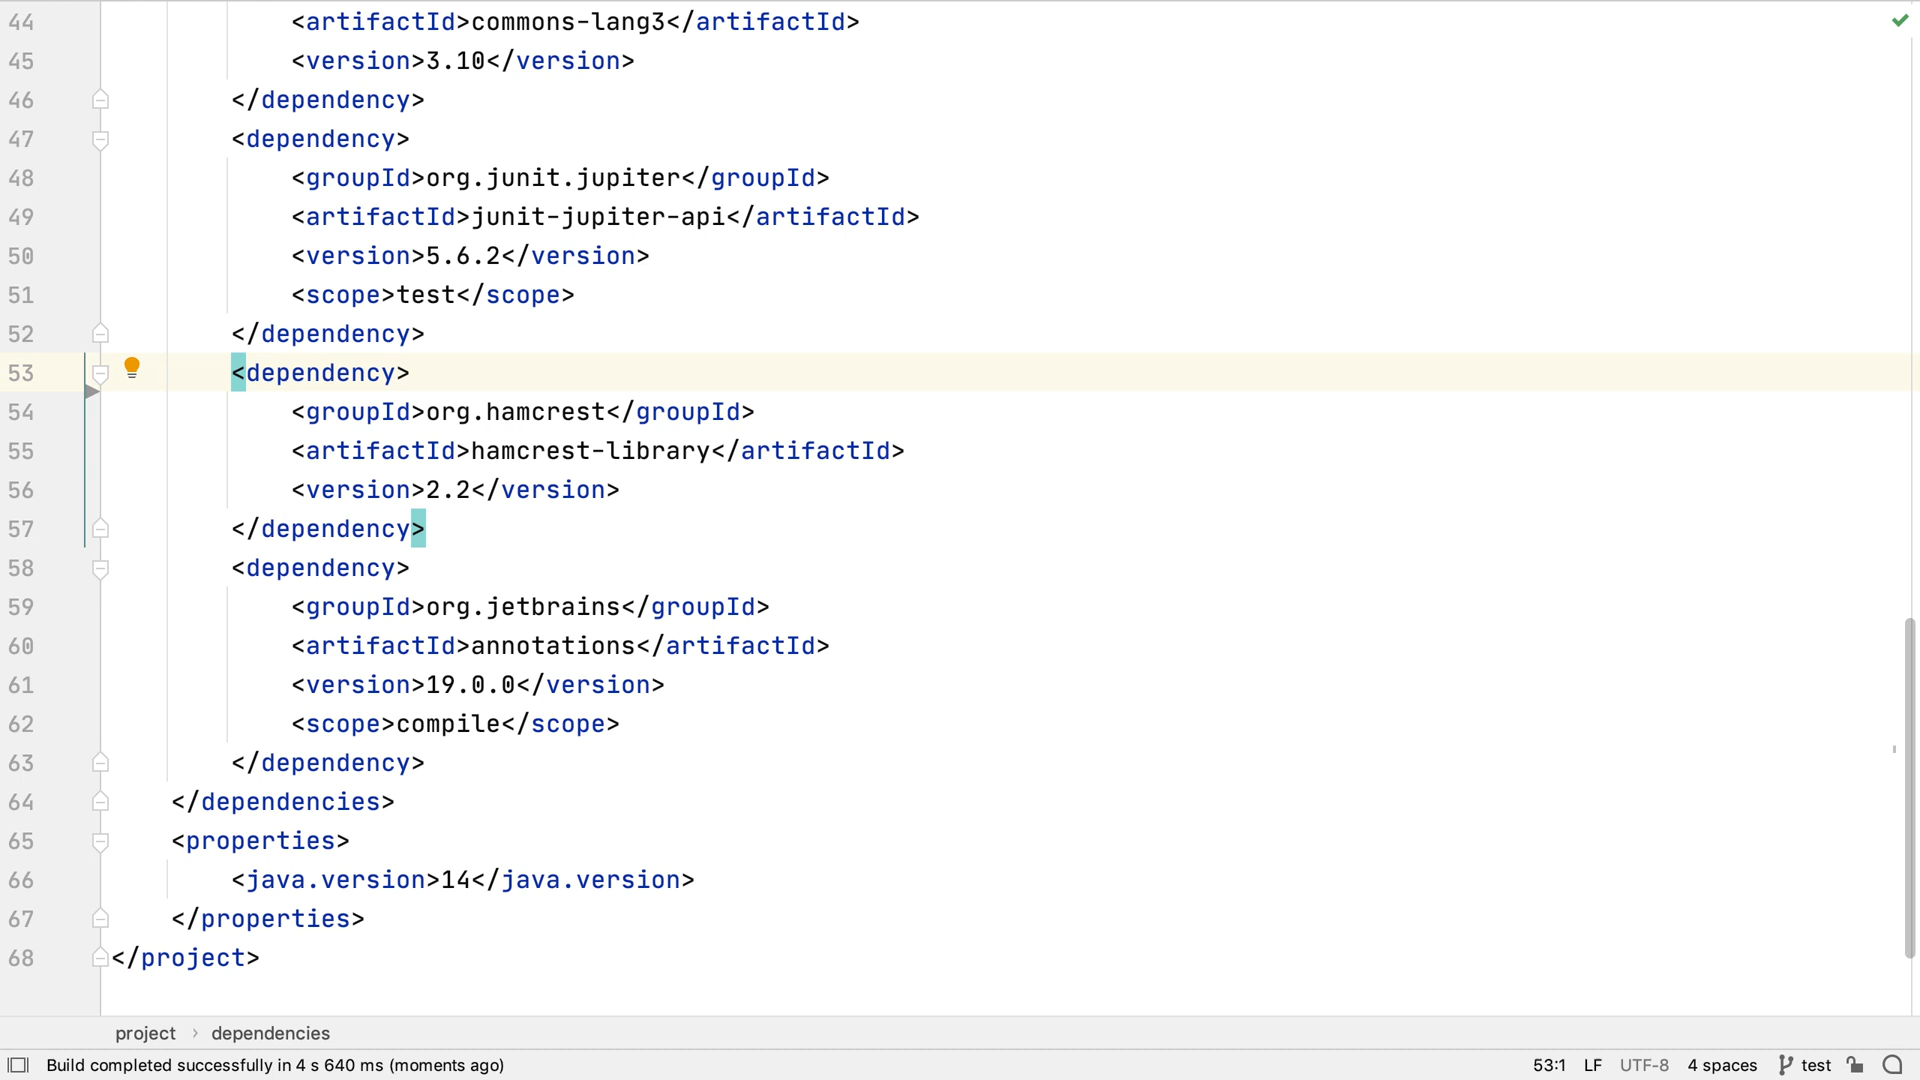 44 <artifactId>commons-lang3</artifactId>
45 <version>3.10</version>
46 </dependency>
47 <dependency>
48 <groupId>org.junit.jupiter</groupId>
49 <artifactId>junit-jupiter-api</artifactId>
50 <version>5.6.2</version>
51 <scope>test</scope>
52 </dependency>
53 <dependency>
54 <groupId>org.hamcrest</groupId>
55 <artifactId>hamcrest-library</artifactId>
56 <version>2.2</version>
57 </dependency>
58 <dependency>
59 <groupId>org.jetbrains</groupId>
60 <artifactId>annotations</artifactId>
61 <version>19.0.0</version>
62 <scope>compile</scope>
63 </dependency>
64 </dependencies>
65 <properties>
66 <java.version>14</java.version>
67 </properties>
68 </project>
project › dependencies
Build completed successfully in 4 s 640 ms (moments ago) 53:1 LF UTF-8 4 spaces test